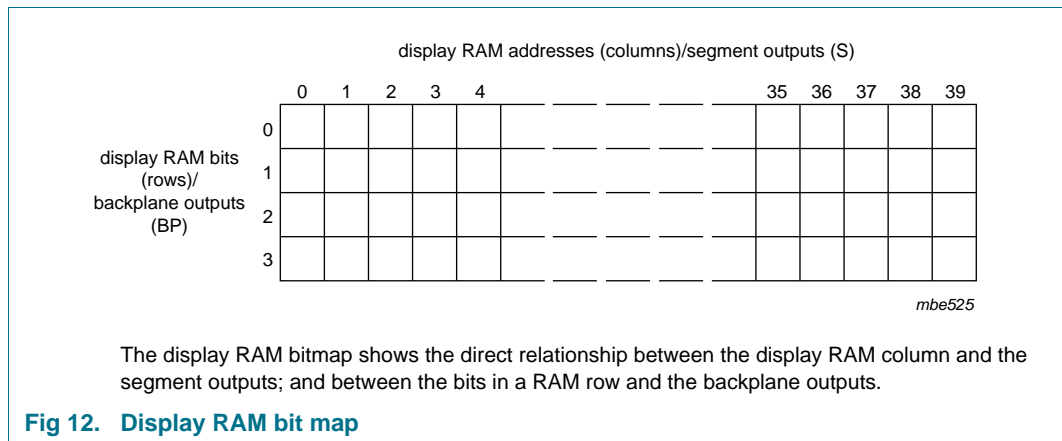 display RAM addresses (columns)/segment outputs (S)
0 1 2 3 4 35 36 37 38 39
0
display RAM bits
1
(rows)/
backplane outputs
2
(BP)
3
mbe525
The display RAM bitmap shows the direct relationship between the display RAM column and the
segment outputs; and between the bits in a RAM row and the backplane outputs.
Fig 12. Display RAM bit map